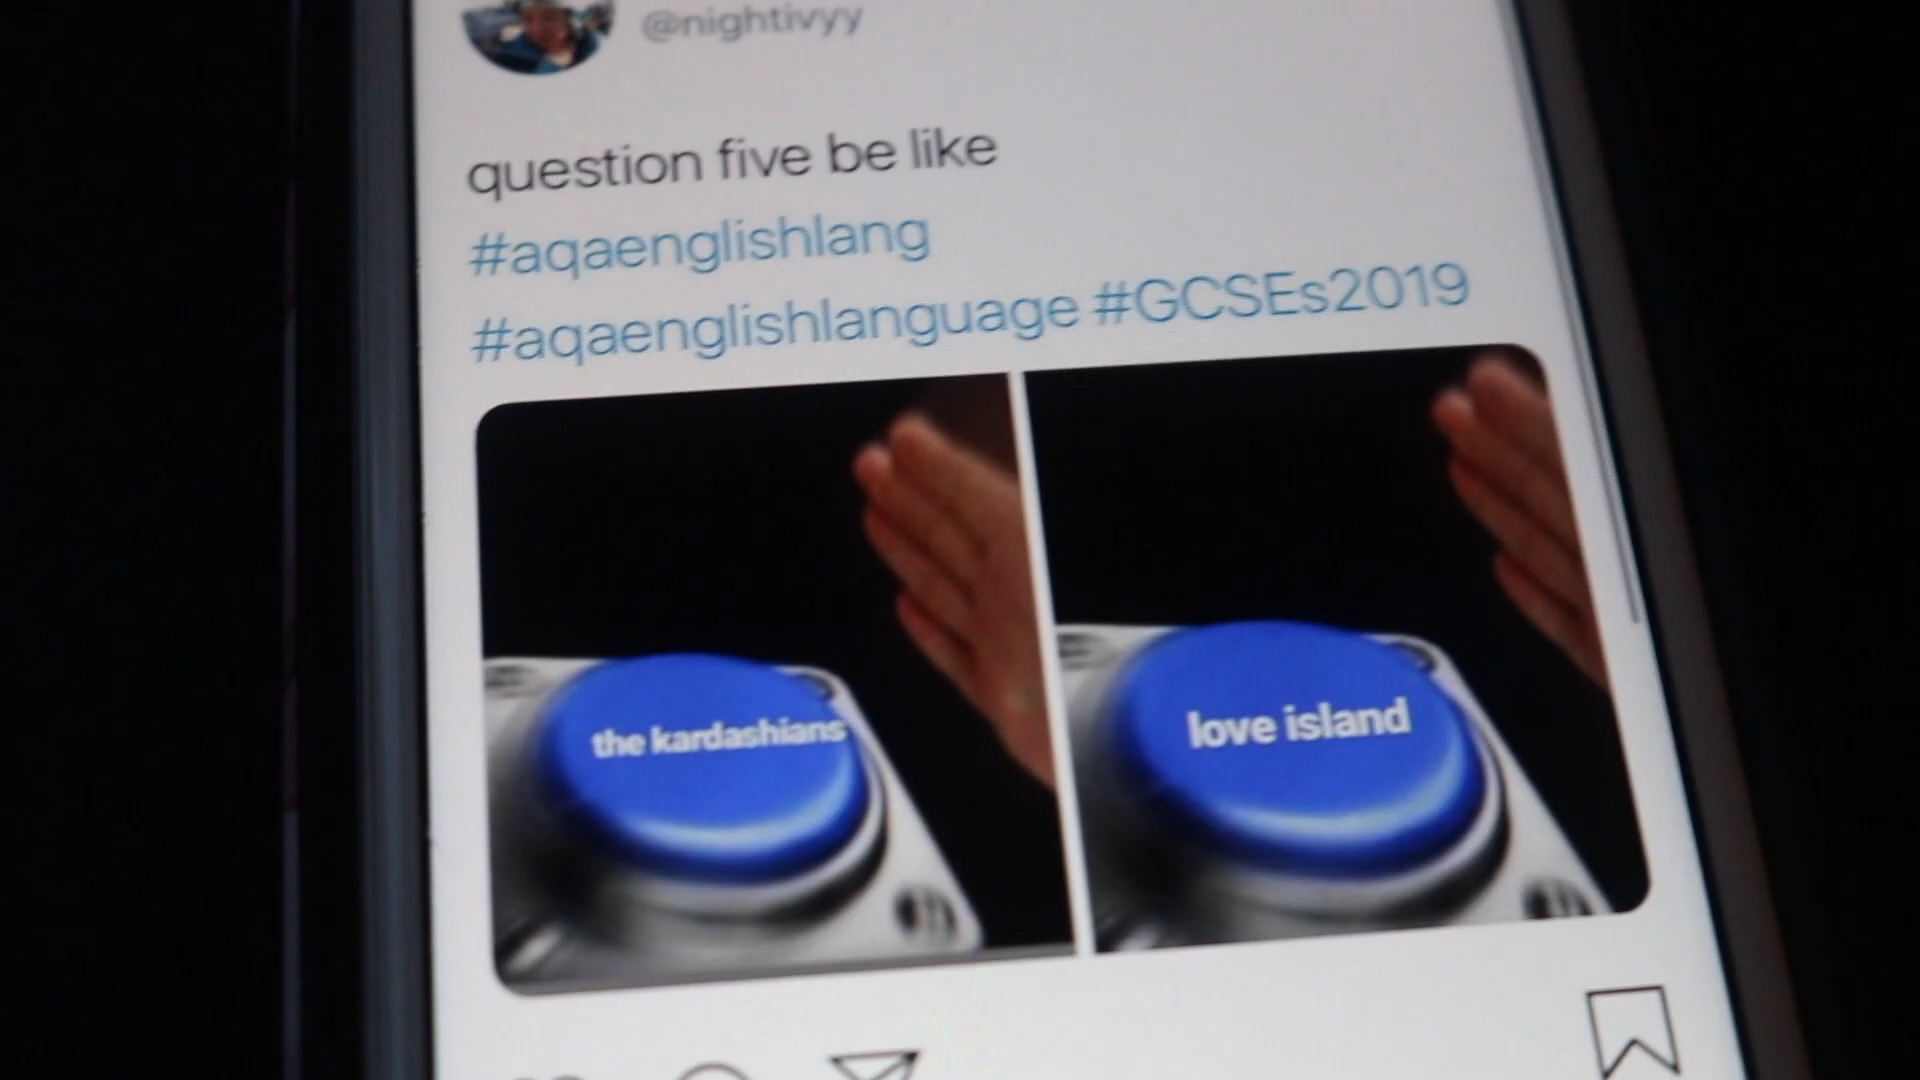 @nightivyy
question five be like
#aqaenglishlang
#aqaenglishlanguage #GCSEs2019
the kardashians
love island